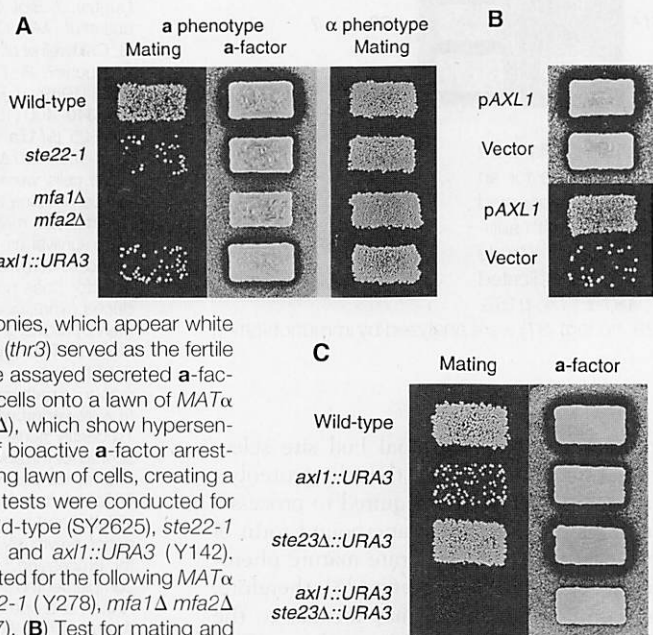 A
a phenotype
α phenotype
Mating
a-factor
Mating
Wild-type
ste22-1
mfa1Δ
mfa2Δ
axl1::URA3
B
pAXL1
Vector
pAXL1
Vector
onies, which appear white
(thr3) served as the fertile
e assayed secreted a-fac-
cells onto a lawn of MATα
Δ), which show hypersen-
f bioactive a-factor arrest-
ng lawn of cells, creating a
tests were conducted for
ld-type (SY2625), ste22-1
and axl1::URA3 (Y142).
ted for the following MATα
2-1 (Y278), mfa1Δ mfa2Δ
7). (B) Test for mating and
C
Mating
a-factor
Wild-type
axl1::URA3
ste23Δ::URA3
axl1::URA3
ste23Δ::URA3